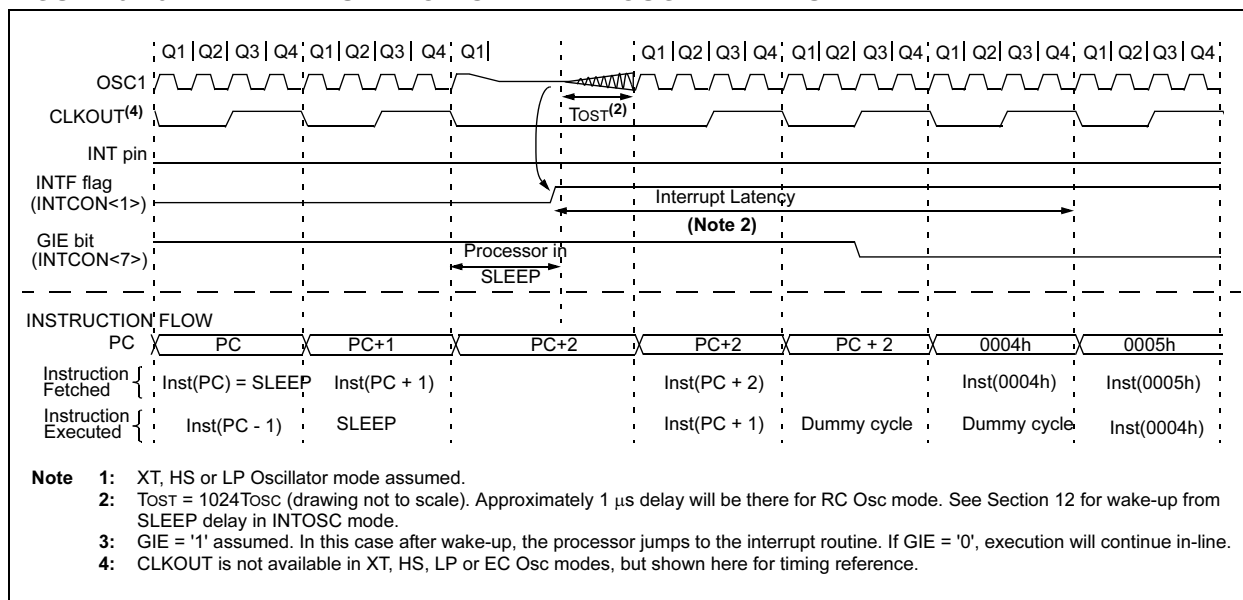 Q1 Q2 Q3 Q4 Q1 Q2 Q3 Q4 Q1 Q1 Q2 Q3 Q4 Q1 Q2 Q3 Q4 Q1 Q2 Q3 Q4 Q1 Q2 Q3 Q4
OSC1
CLKOUT(4)
TOST(2)
INT pin
INTF flag
(INTCON<1>)
Interrupt Latency
(Note 2)
GIE bit
(INTCON<7>)
Processor in
SLEEP
INSTRUCTION FLOW
PC PC PC+1 PC+2 PC+2 PC + 2 0004h 0005h
Instruction
Fetched
Inst(PC) = SLEEP Inst(PC + 1) Inst(PC + 2) Inst(0004h) Inst(0005h)
Instruction
Executed
Inst(PC - 1) SLEEP Inst(PC + 1) Dummy cycle Dummy cycle Inst(0004h)
Note 1: XT, HS or LP Oscillator mode assumed.
2: TOST = 1024TOSC (drawing not to scale). Approximately 1 μs delay will be there for RC Osc mode. See Section 12 for wake-up from
SLEEP delay in INTOSC mode.
3: GIE = '1' assumed. In this case after wake-up, the processor jumps to the interrupt routine. If GIE = '0', execution will continue in-line.
4: CLKOUT is not available in XT, HS, LP or EC Osc modes, but shown here for timing reference.